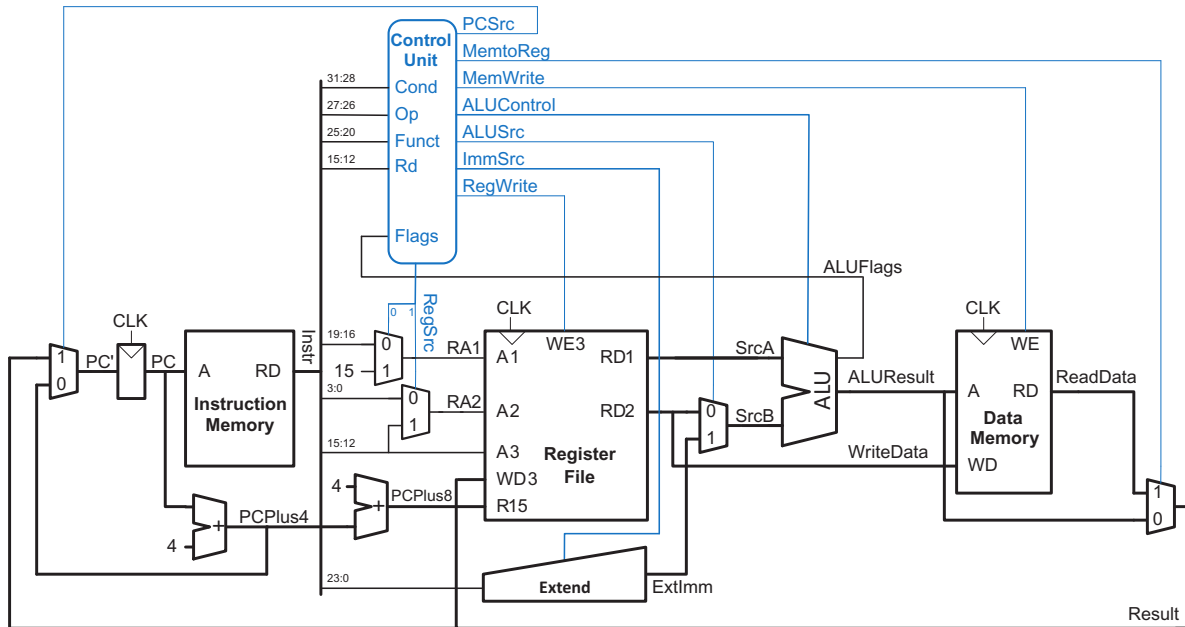 PCSrc
Control
Unit
MemtoReg
MemWrite
ALUControl
ALUSrc
ImmSrc
RegWrite
31:28
Cond
27:26
Op
25:20
Funct
15:12
Rd
Flags
ALUFlags
0 1
RegSrc
CLK
CLK
CLK
Instr
19:16
0
1
15
RA1
A1
WE3
RD1
SrcA
WE
1
0
PC'
PC
A
RD
Instruction
Memory
3:0
0
1
RA2
A2
RD2
0
1
SrcB
ALU
ALUResult
A
RD
ReadData
Data
Memory
15:12
A3
Register
File
WriteData
WD
WD3
4
+
PCPlus8
R15
1
0
+
PCPlus4
4
23:0
Extend
ExtImm
Result